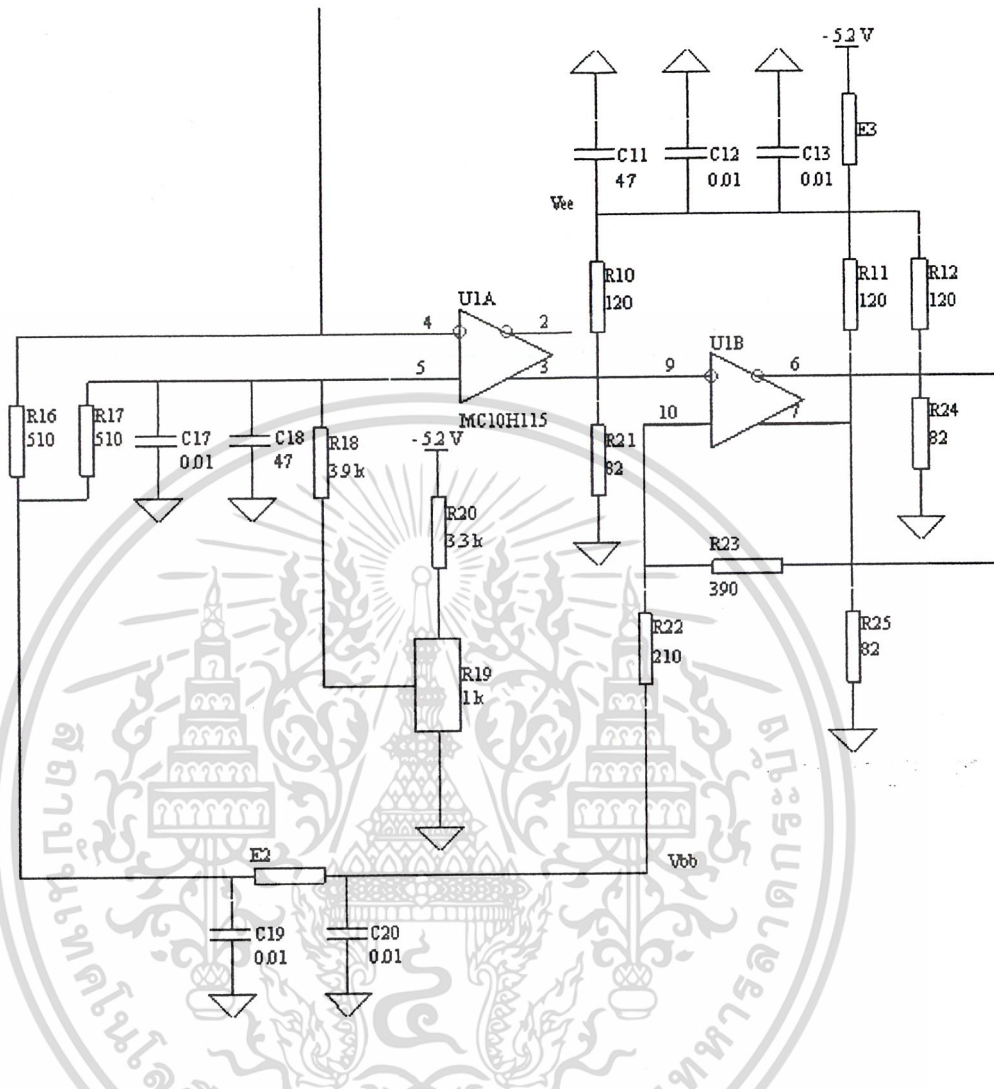 -5.2 V
E3
C11
47
C12
0.01
C13
0.01
Vee
R10
120
R11
120
R12
120
U1A
4
2
5
3
MC10H115
U1B
9
6
10
7
R16
510
R17
510
C17
0.01
C18
47
R18
3.9k
-5.2 V
R20
3.3k
R21
82
R24
82
R23
390
R22
210
R25
82
R19
1k
E2
Vbb
C19
0.01
C20
0.01